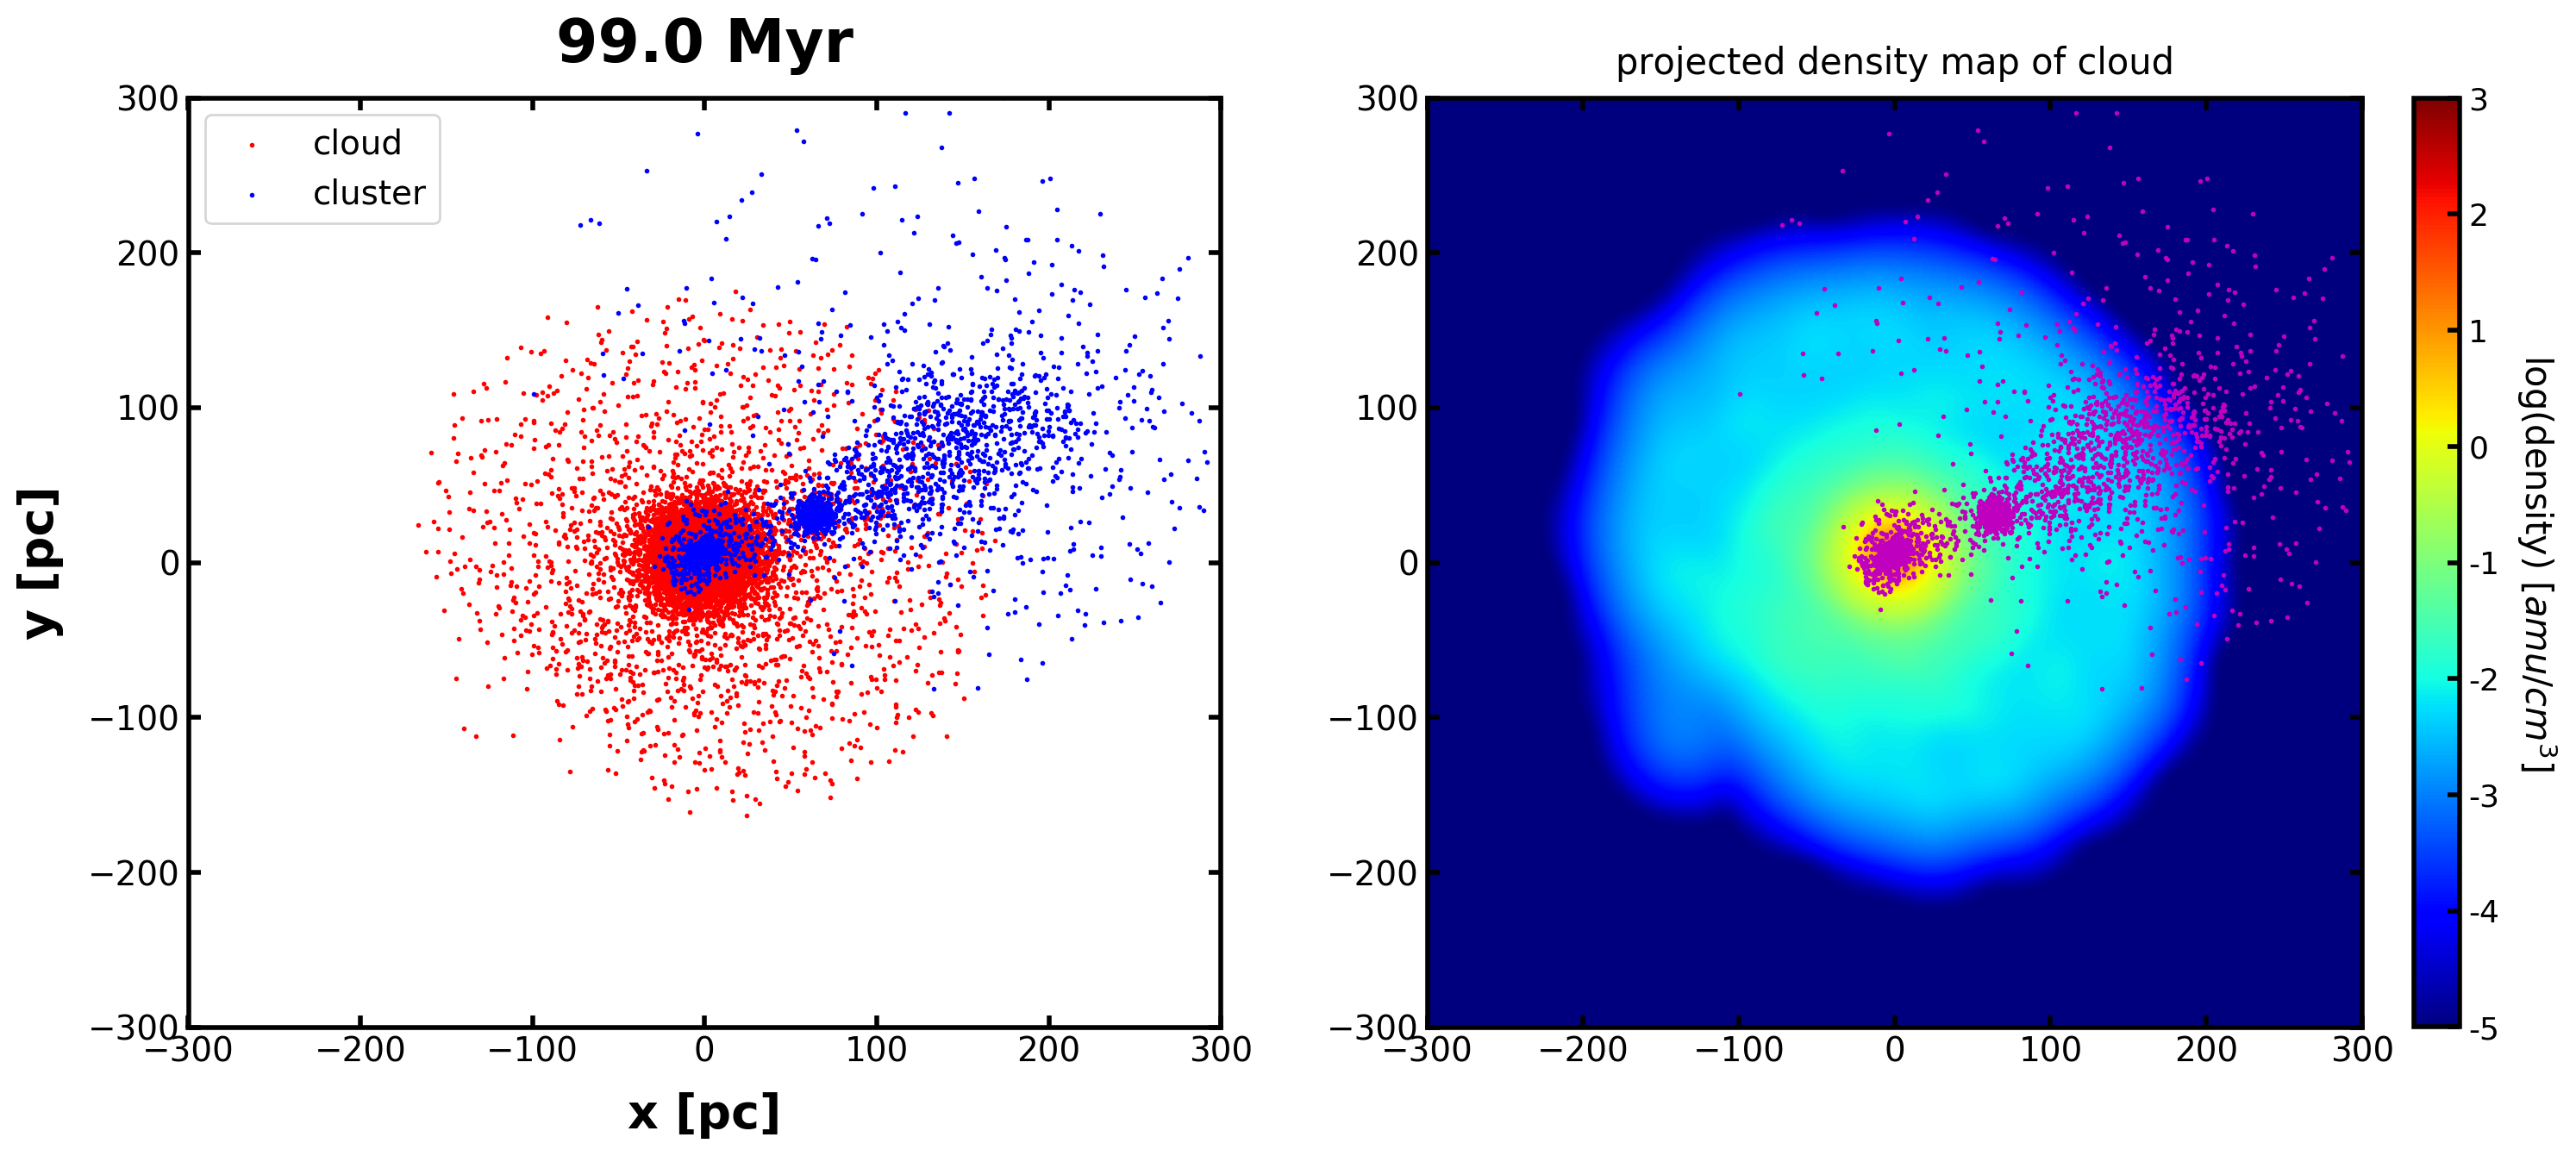 99.0 Myr
cloud
cluster
300
200
100
0
−100
−200
−300
y [pc]
−300 −200 −100 0 100 200 300
x [pc]
projected density map of cloud
300
200
100
0
−100
−200
−300
−300 −200 −100 0 100 200 300
3
2
1
0
-1
-2
-3
-4
-5
log(density) [amu/cm³]